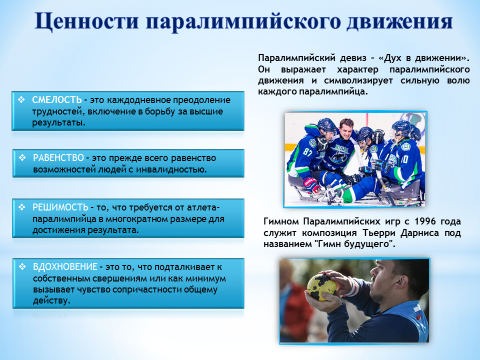 Ценности паралимпийского движения
❖ СМЕЛОСТЬ – это каждодневное преодоление
трудностей, включение в борьбу за высшие
результаты.
❖ РАВЕНСТВО – это прежде всего равенство
возможностей людей с инвалидностью.
❖ РЕШИМОСТЬ – то, что требуется от атлета-
паралимпийца в многократном размере для
достижения результата.
❖ ВДОХНОВЕНИЕ – это то, что подталкивает к
собственным свершениям или как минимум
вызывает чувство сопричастности общему
действу.
Паралимпийский девиз – «Дух в движении».
Он выражает характер паралимпийского
движения и символизирует сильную волю
каждого паралимпийца.
Гимном Паралимпийских игр с 1996 года
служит композиция Тьерри Дарниса под
названием "Гимн будущего".